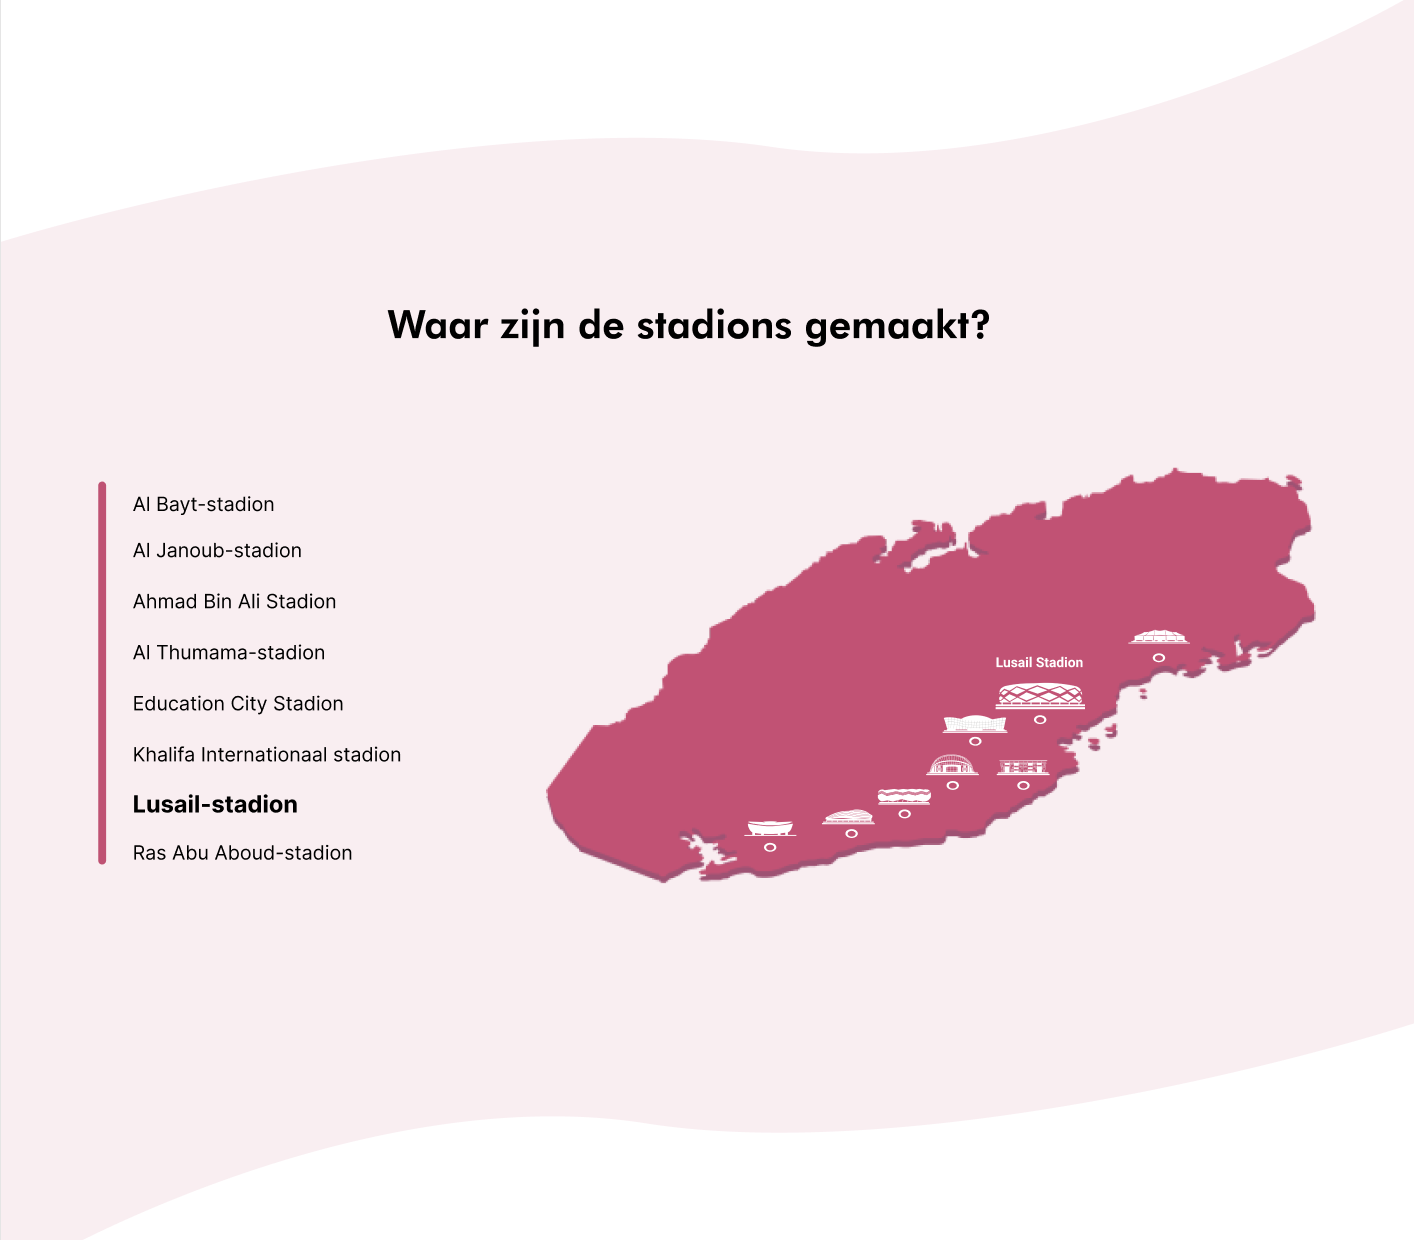 Waar zijn de stadions gemaakt?
Al Bayt-stadion
Al Janoub-stadion
Ahmad Bin Ali Stadion
Al Thumama-stadion
Education City Stadion
Khalifa Internationaal stadion
Lusail-stadion
Ras Abu Aboud-stadion
Lusail Stadion